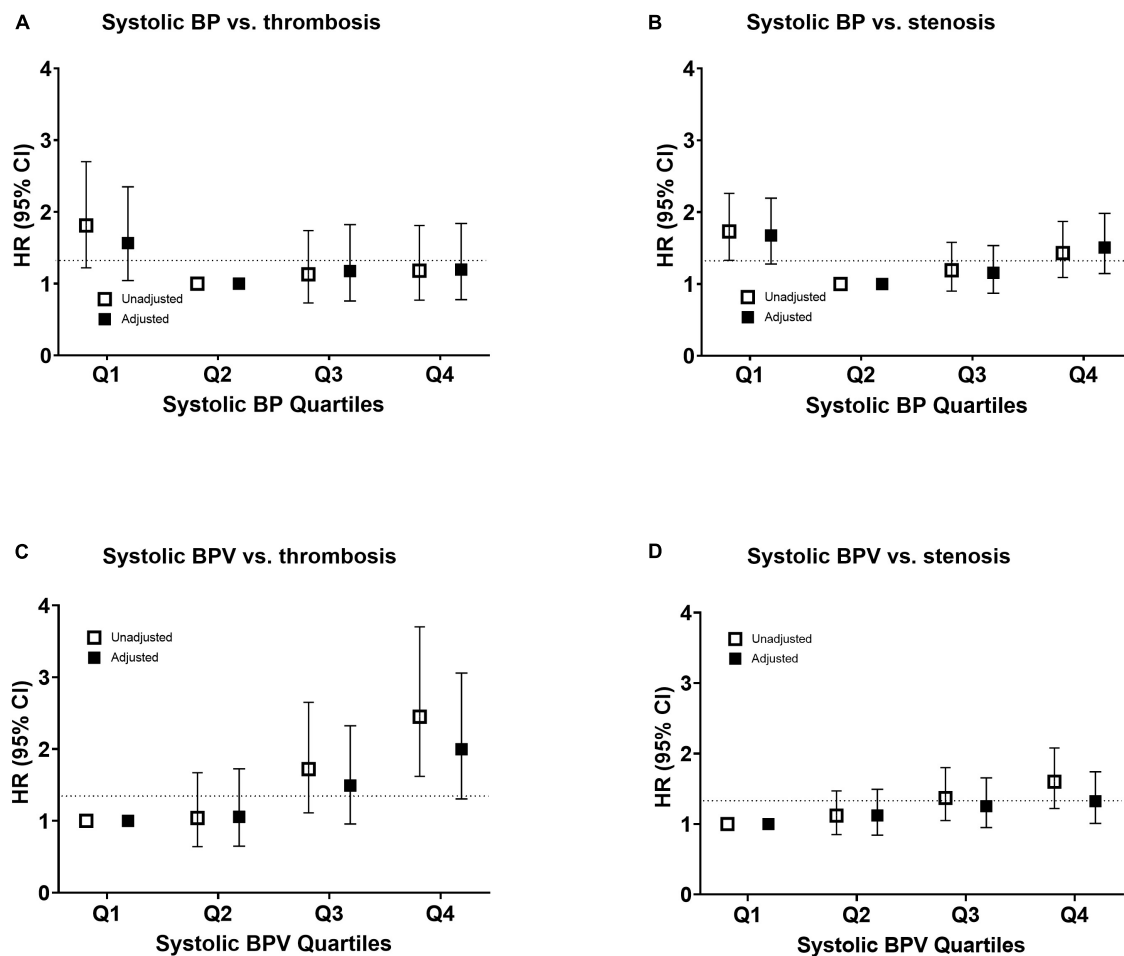 A
Systolic BP vs. thrombosis
HR (95% CI)
4
3
2
1
0
Unadjusted
Adjusted
Q1 Q2 Q3 Q4
Systolic BP Quartiles
B
Systolic BP vs. stenosis
HR (95% CI)
4
3
2
1
0
Unadjusted
Adjusted
Q1 Q2 Q3 Q4
Systolic BP Quartiles
C
Systolic BPV vs. thrombosis
HR (95% CI)
4
3
2
1
0
Unadjusted
Adjusted
Q1 Q2 Q3 Q4
Systolic BPV Quartiles
D
Systolic BPV vs. stenosis
HR (95% CI)
4
3
2
1
0
Unadjusted
Adjusted
Q1 Q2 Q3 Q4
Systolic BPV Quartiles